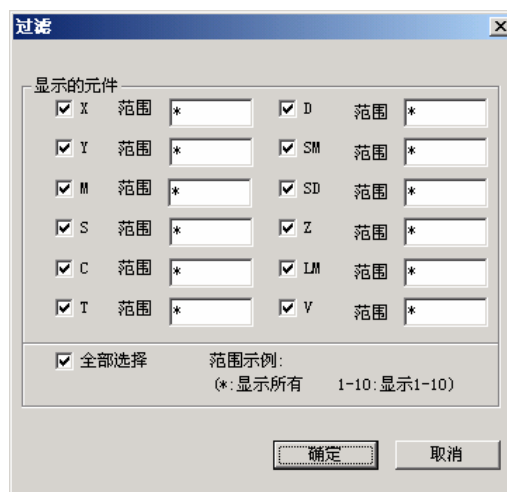 过滤
显示的元件
X 范围 * D 范围 *
Y 范围 * SM 范围 *
M 范围 * SD 范围 *
S 范围 * Z 范围 *
C 范围 * LM 范围 *
T 范围 * V 范围 *
全部选择 范围示例:
(*:显示所有 1-10:显示1-10)
确定 取消